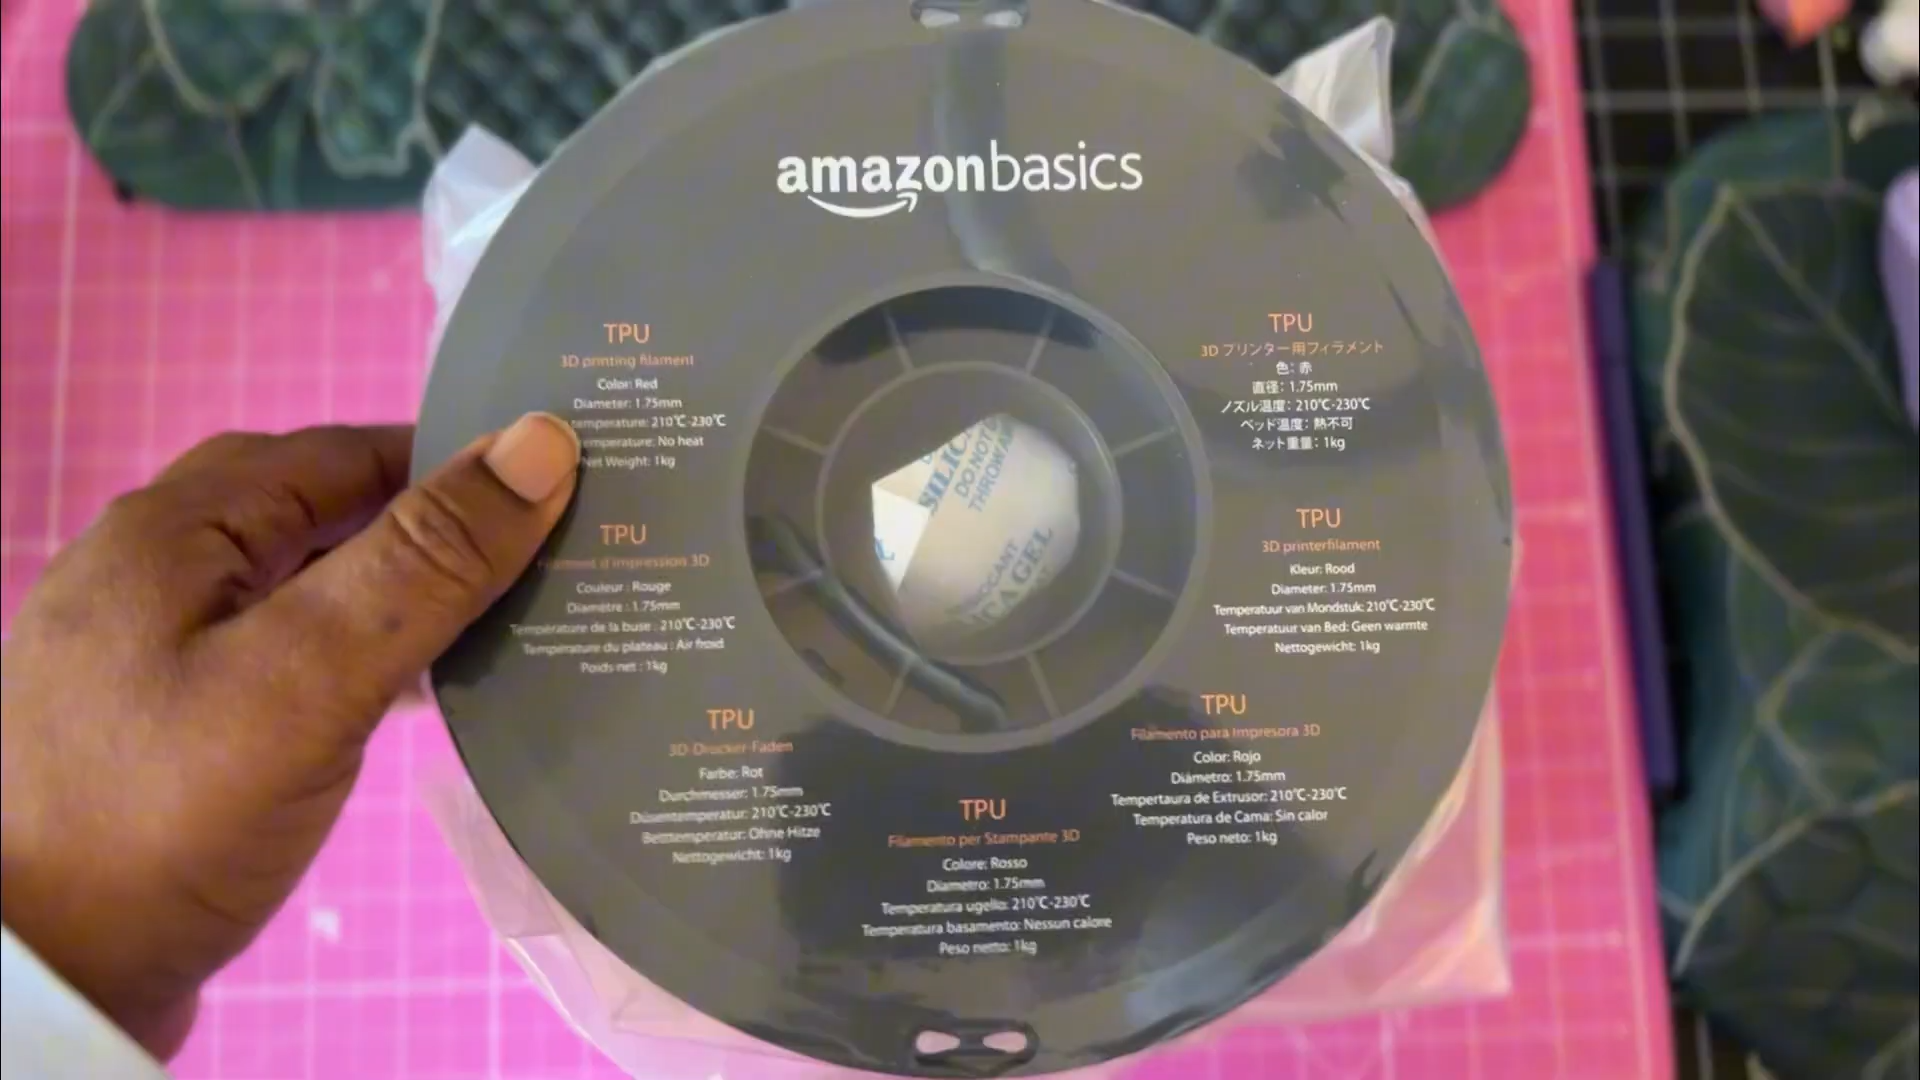 amazonbasics
TPU
3D printing filament
Color: Red
Diameter: 1.75mm
temperature: 210℃-230℃
temperature: No heat
Net Weight: 1kg
TPU
d'impression 3D
Couleur : Rouge
Diamètre : 1.75mm
Température de la buse : 210℃-230℃
Température du plateau : Air froid
Poids net : 1kg
TPU
3D-Drucker-Faden
Farbe: Rot
Durchmesser: 1.75mm
Düsentemperatur: 210℃-230℃
Betttemperatur: Ohne Hitze
Nettogewicht: 1kg
TPU
Filamento per Stampante 3D
Colore: Rosso
Diametro: 1.75mm
Temperatura ugello: 210℃-230℃
Temperatura basamento: Nessun calore
Peso netto: 1kg
TPU
Filamento para Impresora 3D
Color: Rojo
Diámetro: 1.75mm
Tempertaura de Extrusor: 210℃-230℃
Temperatura de Cama: Sin calor
Peso neto: 1kg
TPU
3D printerfilament
Kleur: Rood
Diameter: 1.75mm
Temperatuur van Mondstuk: 210℃-230℃
Temperatuur van Bed: Geen warmte
Nettogewicht: 1kg
TPU
3D プリンター用フィラメント
色: 赤
直径: 1.75mm
ノズル温度: 210℃-230℃
ベッド温度: 熱不可
ネット重量: 1kg
DO NOT